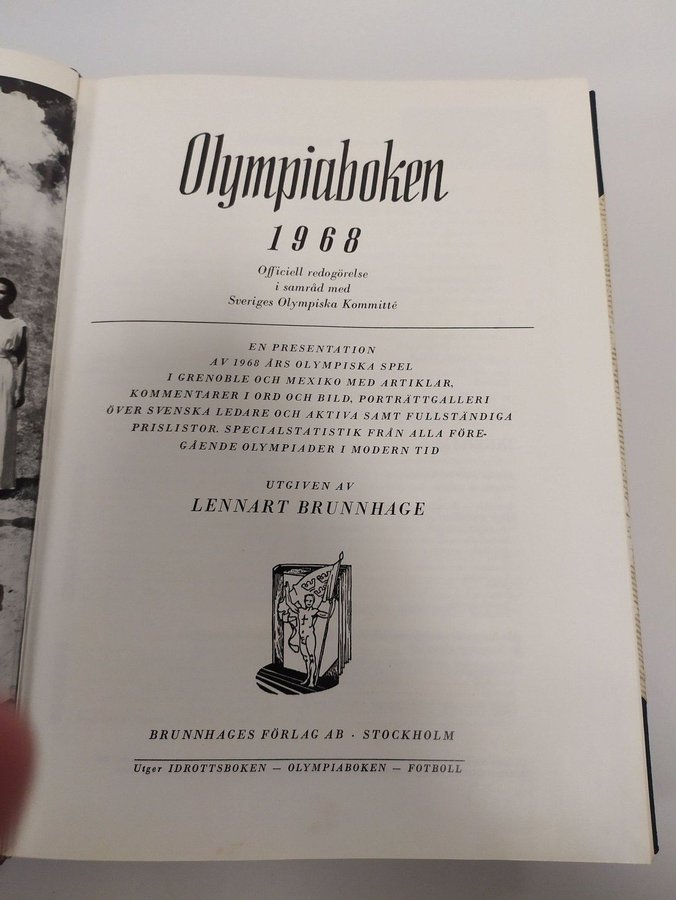 Olympiaboken
1968
Officiell redogörelse
i samråd med
Sveriges Olympiska Kommitté
EN PRESENTATION
AV 1968 ÅRS OLYMPISKA SPEL
I GRENOBLE OCH MEXIKO MED ARTIKLAR,
KOMMENTARER I ORD OCH BILD, PORTRÄTTGALLERI
ÖVER SVENSKA LEDARE OCH AKTIVA SAMT FULLSTÄNDIGA
PRISLISTOR. SPECIALSTATISTIK FRÅN ALLA FÖRE-
GÅENDE OLYMPIADER I MODERN TID
UTGIVEN AV
LENNART BRUNNHAGE
BRUNNHAGES FÖRLAG AB · STOCKHOLM
Utger IDROTTSBOKEN — OLYMPIABOKEN — FOTBOLL